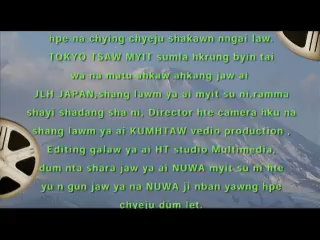 hpe na chying chyeju shakawn nngai law.
TOKYO TSAW MYIT sumla hkrung byin tai
wa na matu ahkaw ahkang jaw ai
JLH JAPAN,shang lawm ya ai myit su ni.ramma
shayi shadang sha ni, Director hte camera hku na
shang lawm ya ai KUMHTAW vedio production ,
Editing galaw ya ai HT studio Multimedia,
dum nta shara jaw ya ai NUWA myit su ni hte
yu n gun jaw ya na NUWA ji nban yawng hpe
chyeju dum let.